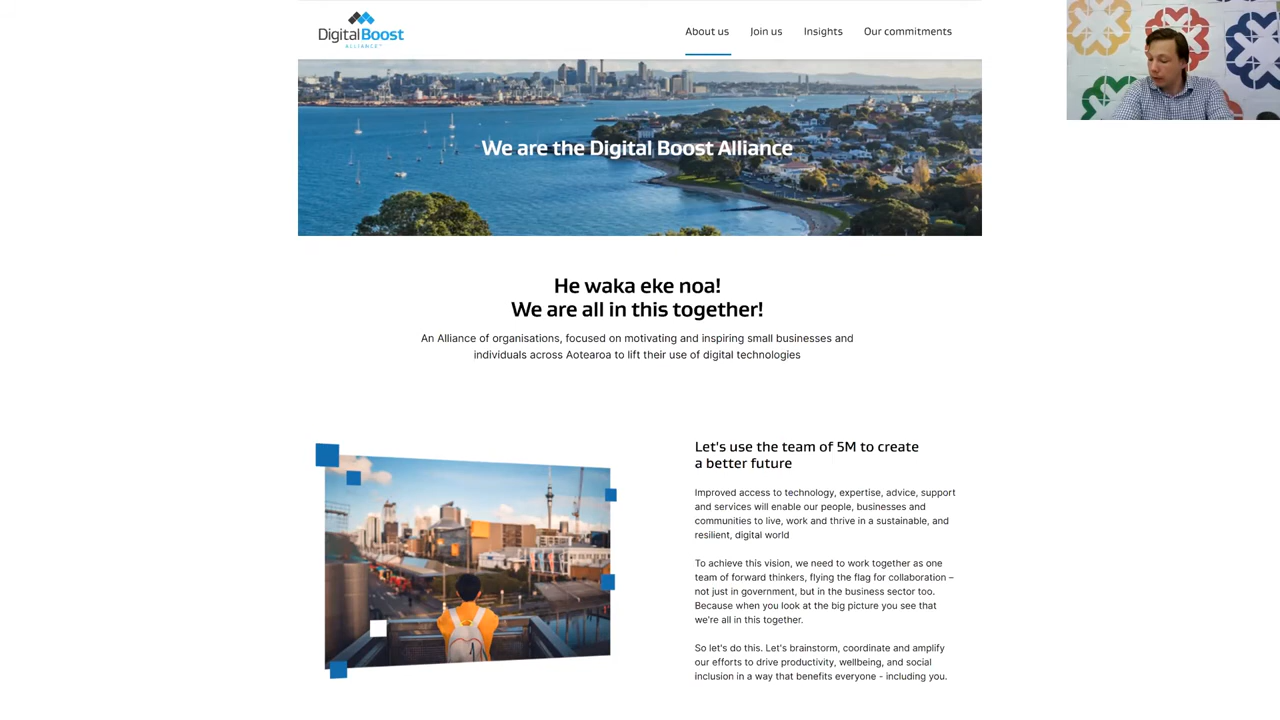 DigitalBoost
ALLIANCE
About us
Join us
Insights
Our commitments
We are the Digital Boost Alliance
He waka eke noa!
We are all in this together!
An Alliance of organisations, focused on motivating and inspiring small businesses and
individuals across Aotearoa to lift their use of digital technologies
Let's use the team of 5M to create
a better future
Improved access to technology, expertise, advice, support
and services will enable our people, businesses and
communities to live, work and thrive in a sustainable, and
resilient, digital world
To achieve this vision, we need to work together as one
team of forward thinkers, flying the flag for collaboration –
not just in government, but in the business sector too.
Because when you look at the big picture you see that
we're all in this together.
So let's do this. Let's brainstorm, coordinate and amplify
our efforts to drive productivity, wellbeing, and social
inclusion in a way that benefits everyone - including you.